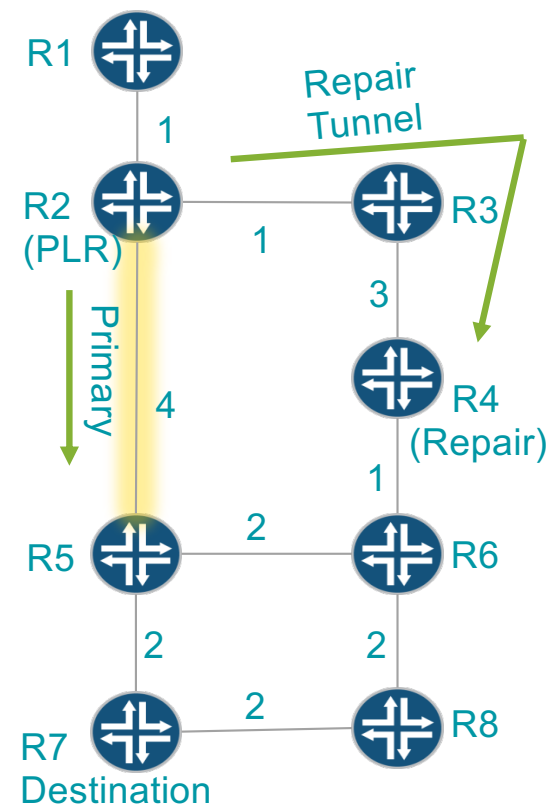 R1
Repair
Tunnel
1
R2
(PLR)
R3
1
3
Primary
4
R4
(Repair)
1
R5
2
R6
2
2
2
R7
Destination
R8